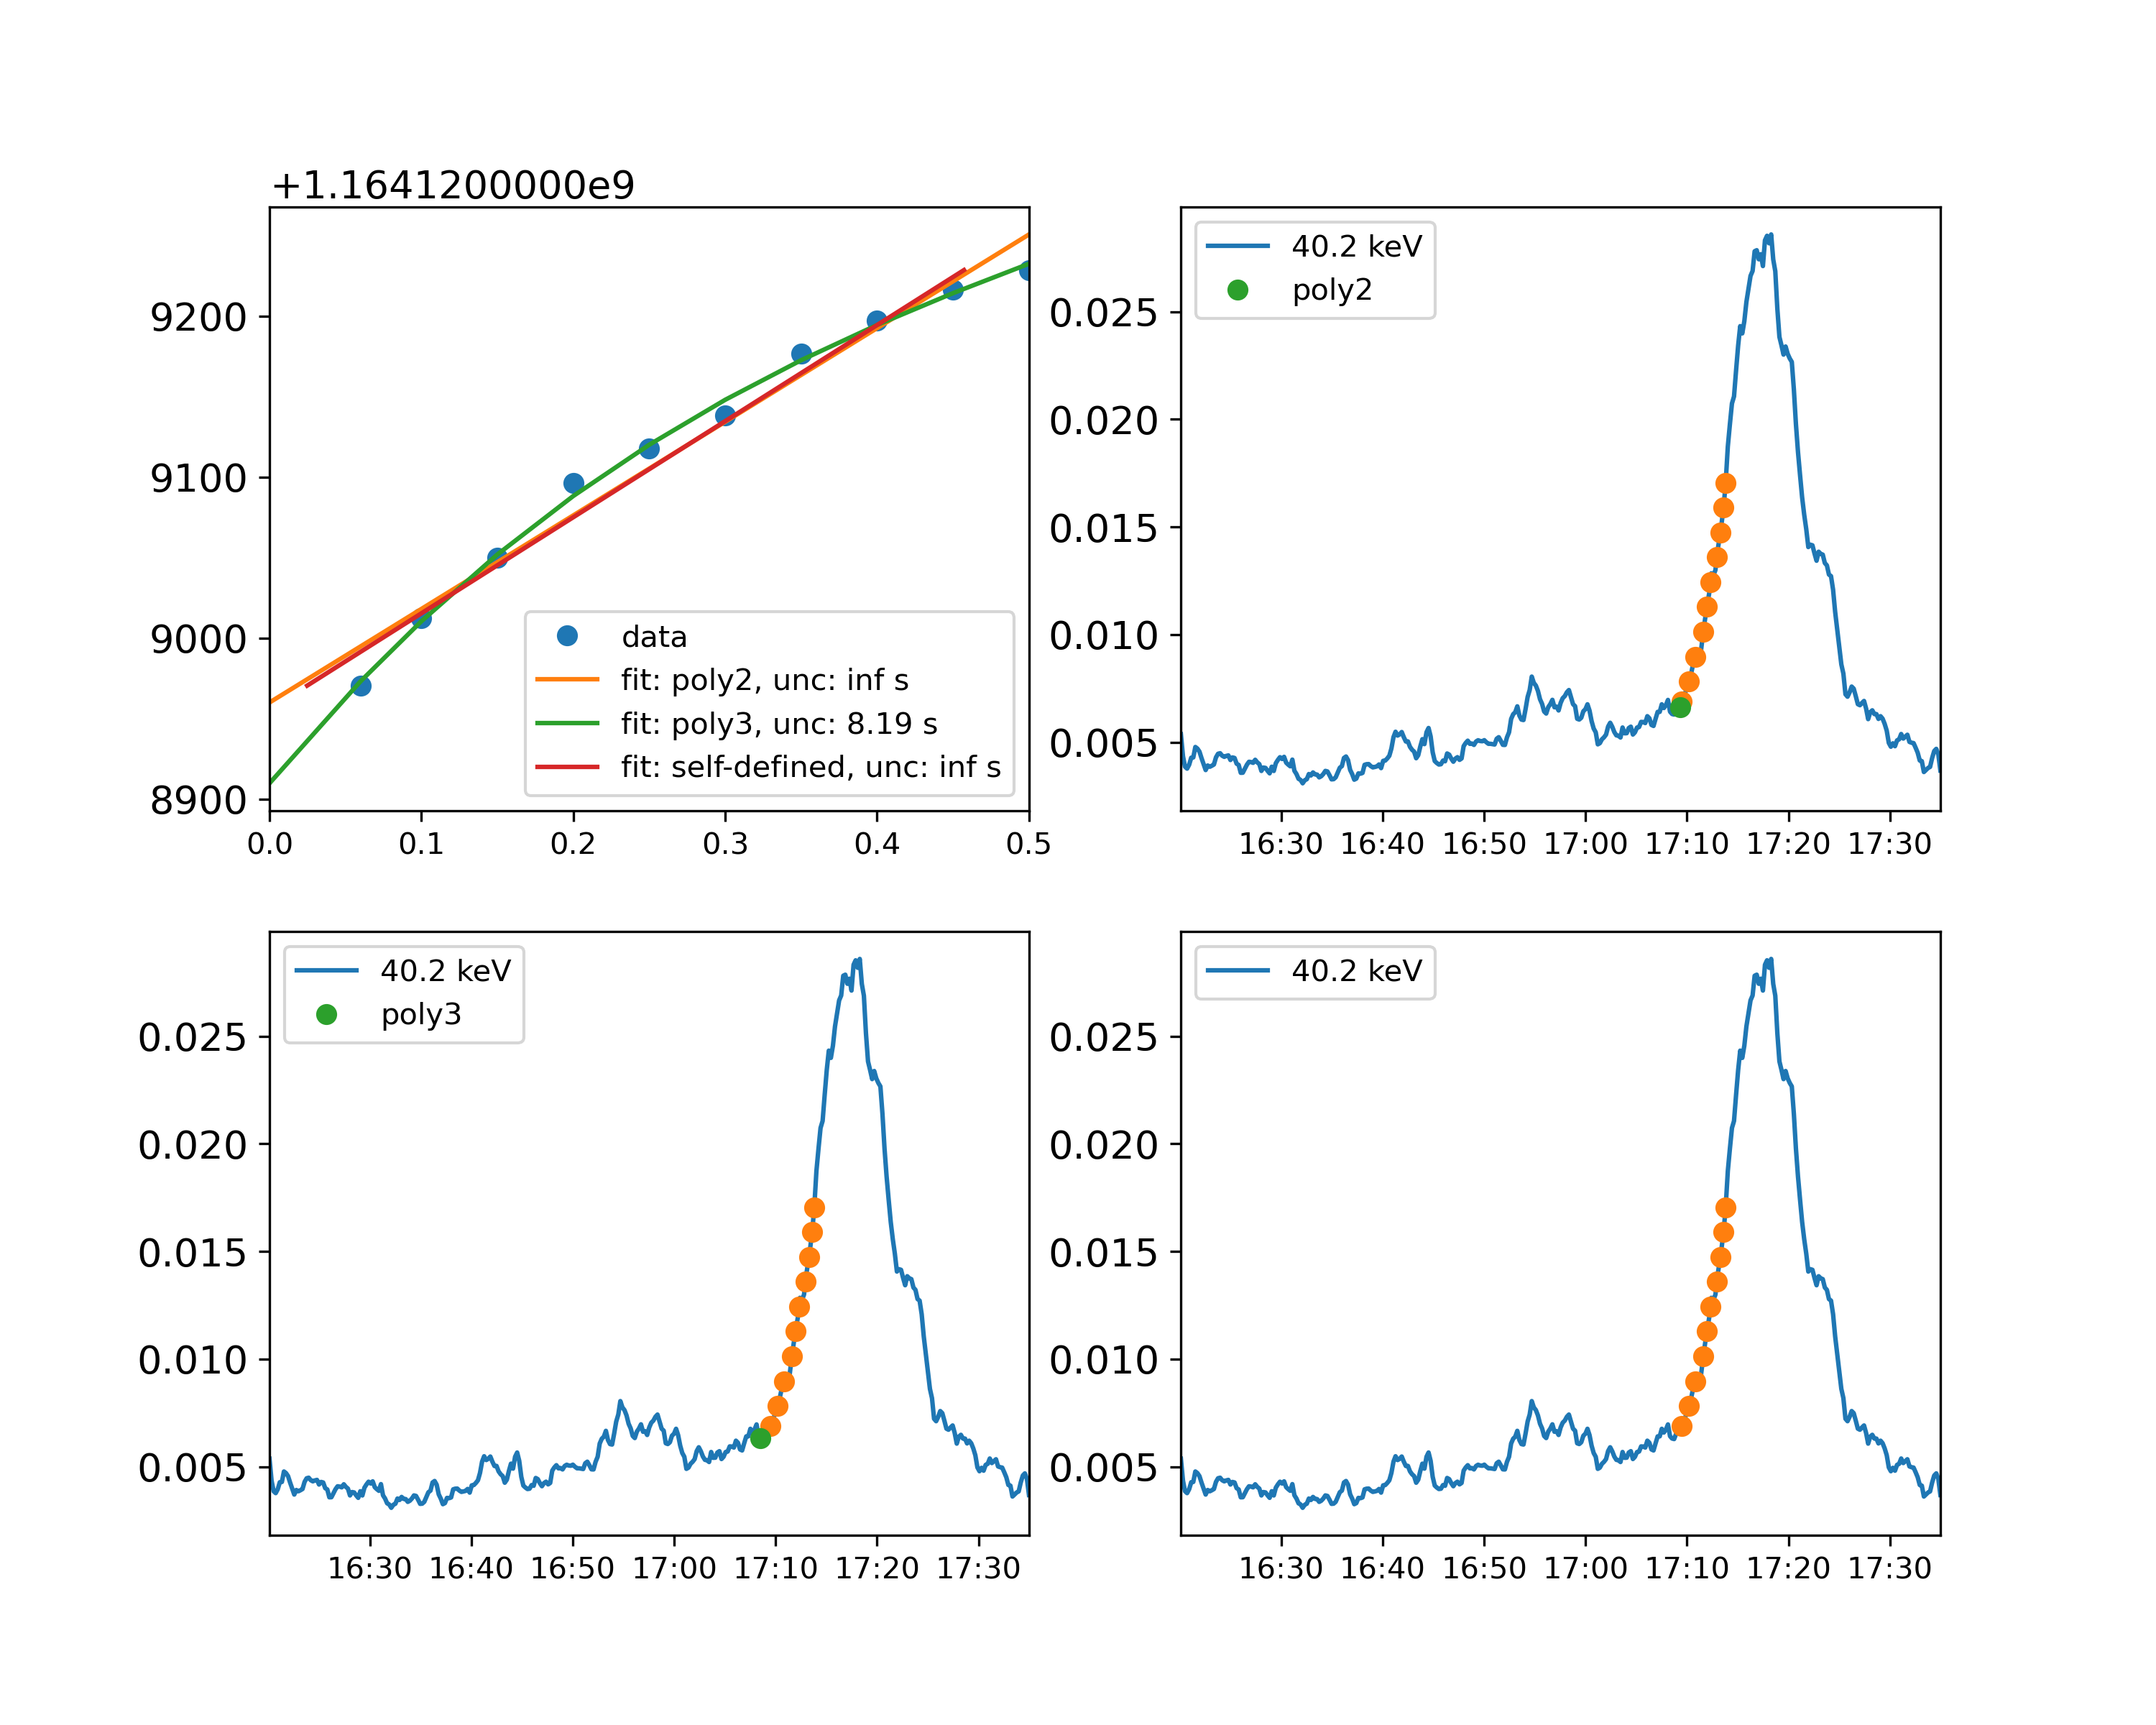 +1.1641200000e9
9200
9100
9000
8900
0.0 0.1 0.2 0.3 0.4 0.5
data
fit: poly2, unc: inf s
fit: poly3, unc: 8.19 s
fit: self-defined, unc: inf s
40.2 keV
poly2
0.025
0.020
0.015
0.010
0.005
16:30 16:40 16:50 17:00 17:10 17:20 17:30
40.2 keV
poly3
0.025
0.020
0.015
0.010
0.005
16:30 16:40 16:50 17:00 17:10 17:20 17:30
40.2 keV
0.025
0.020
0.015
0.010
0.005
16:30 16:40 16:50 17:00 17:10 17:20 17:30